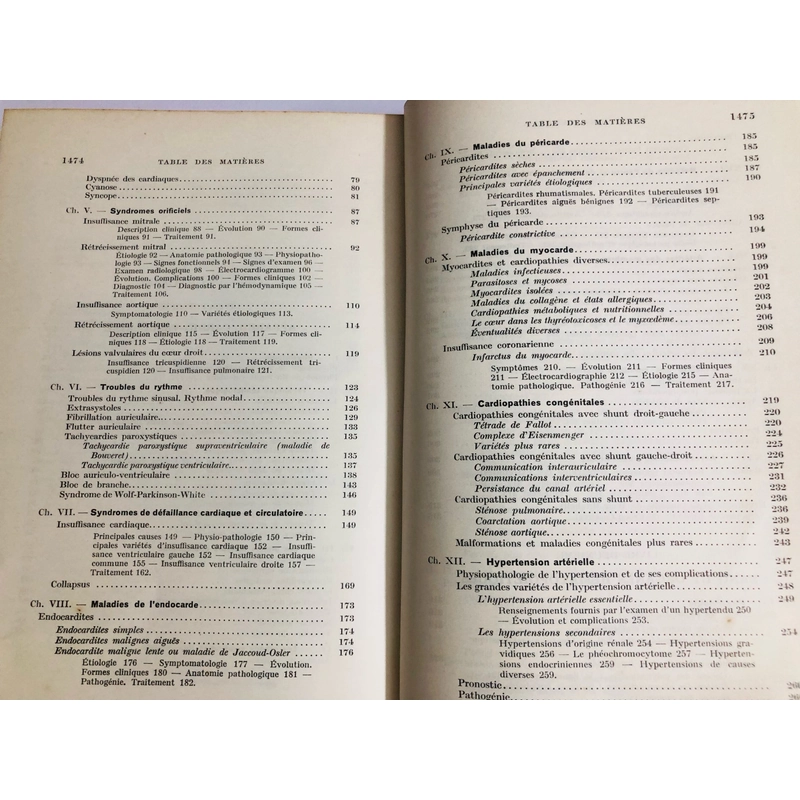 1474 TABLE DES MATIÈRES
Dyspnée des cardiaques 79
Cyanose 80
Syncope 81
Ch. V. — Syndromes orificiels 87
Insuffisance mitrale 87
Description clinique 88 — Évolution 90 — Formes cli-
niques 91 — Traitement 91.
Rétrécissement mitral 92
Étiologie 92 — Anatomie pathologique 93 — Physiopatho-
logie 93 — Signes fonctionnels 94 — Signes d'examen 96 —
Examen radiologique 98 — Électrocardiogramme 100 —
Évolution. Complications 100 — Formes cliniques 102 —
Diagnostic 104 — Diagnostic par l'hémodynamique 105 —
Traitement 106.
Insuffisance aortique 110
Symptomatologie 110 — Variétés étiologiques 113.
Rétrécissement aortique 114
Description clinique 115 — Évolution 117 — Formes cli-
niques 118 — Étiologie 118 — Traitement 119.
Lésions valvulaires du cœur droit 119
Insuffisance tricuspidienne 120 — Rétrécissement tri-
cuspidien 120 — Insuffisance pulmonaire 121.
Ch. VI. — Troubles du rythme 123
Troubles du rythme sinusal. Rythme nodal 124
Extrasystoles 126
Fibrillation auriculaire 129
Flutter auriculaire 133
Tachycardies paroxystiques 135
Tachycardie paroxystique supraventriculaire (maladie de
Bouveret) 135
Tachycardie paroxystique ventriculaire 137
Bloc auriculo-ventriculaire 138
Bloc de branche 143
Syndrome de Wolf-Parkinson-White 146
Ch. VII. — Syndromes de défaillance cardiaque et circulatoire 149
Insuffisance cardiaque 149
Principales causes 149 — Physio-pathologie 150 — Prin-
cipales variétés d'insuffisance cardiaque 152 — Insuffi-
sance ventriculaire gauche 152 — Insuffisance cardiaque
commune 155 — Insuffisance ventriculaire droite 157 —
Traitement 162.
Collapsus 169
Ch. VIII. — Maladies de l'endocarde 173
Endocardites 173
Endocardites simples 174
Endocardites malignes aiguës 174
Endocardite maligne lente ou maladie de Jaccoud-Osler 176
Étiologie 176 — Symptomatologie 177 — Évolution.
Formes cliniques 180 — Anatomie pathologique 181 —
Pathogénie. Traitement 182.
TABLE DES MATIÈRES 1475
Ch. IX. — Maladies du péricarde 185
Péricardites 185
Péricardites sèches 185
Péricardites avec épanchement 187
Principales variétés étiologiques 190
Péricardites rhumatismales. Péricardites tuberculeuses 191
— Péricardites aiguës bénignes 192 — Péricardites sep-
tiques 193.
Symphyse du péricarde 193
Péricardite constrictive 194
Ch. X. — Maladies du myocarde 199
Myocardites et cardiopathies diverses 199
Maladies infectieuses 199
Parasitoses et mycoses 201
Myocardites isolées 202
Maladies du collagène et états allergiques 203
Cardiopathies métaboliques et nutritionnelles 204
Le cœur dans les thyréotoxicoses et le myxœdème 206
Éventualités diverses 208
Insuffisance coronarienne 209
Infarctus du myocarde 210
Symptômes 210. — Évolution 211 — Formes cliniques
211 — Électrocardiographie 212 — Étiologie 215 — Ana-
tomie pathologique. Pathogénie 216 — Traitement 217.
Ch. XI. — Cardiopathies congénitales 219
Cardiopathies congénitales avec shunt droit-gauche 220
Tétrade de Fallot 220
Complexe d'Eisenmenger 224
Variétés plus rares 225
Cardiopathies congénitales avec shunt gauche-droit 226
Communication interauriculaire 227
Communications interventriculaires 231
Persistance du canal artériel 232
Cardiopathies congénitales sans shunt 236
Sténose pulmonaire 236
Coarctation aortique 239
Sténose aortique 242
Malformations et maladies congénitales plus rares 243
Ch. XII. — Hypertension artérielle 247
Physiopathologie de l'hypertension et de ses complications 247
Les grandes variétés de l'hypertension artérielle 248
L'hypertension artérielle essentielle 249
Renseignements fournis par l'examen d'un hypertendu 250
— Évolution et complications 253.
Les hypertensions secondaires 254
Hypertensions d'origine rénale 254 — Hypertensions gra-
vidiques 256 — Le phéochromocytome 257 — Hyperten-
sions endocriniennes 259 — Hypertensions de causes
diverses 259.
Pronostic
Pathogénie